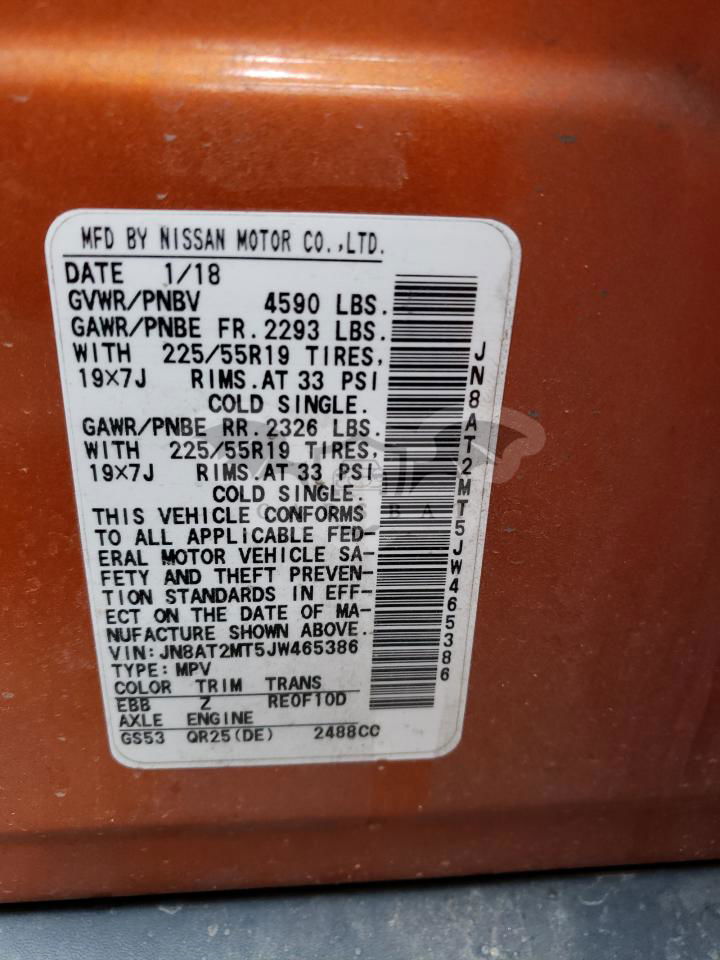 MFD BY NISSAN MOTOR CO.,LTD.
DATE 1/18
GVWR/PNBV 4590 LBS.
GAWR/PNBE FR.2293 LBS.
WITH 225/55R19 TIRES,
19×7J RIMS.AT 33 PSI
COLD SINGLE.
GAWR/PNBE RR.2326 LBS.
WITH 225/55R19 TIRES,
19×7J RIMS.AT 33 PSI
COLD SINGLE.
THIS VEHICLE CONFORMS
TO ALL APPLICABLE FED-
ERAL MOTOR VEHICLE SA-
FETY AND THEFT PREVEN-
TION STANDARDS IN EFF-
ECT ON THE DATE OF MA-
NUFACTURE SHOWN ABOVE.
VIN:JN8AT2MT5JW465386
TYPE:MPV
COLOR TRIM TRANS
EBB Z RE0F10D
AXLE ENGINE
GS53 QR25(DE) 2488CC
JN8AT2MT5JW465386